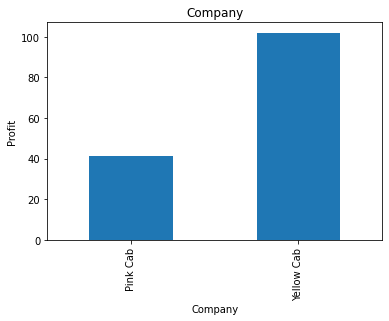 Company
100
80
60
40
20
0
Profit
Pink Cab
Yellow Cab
Company